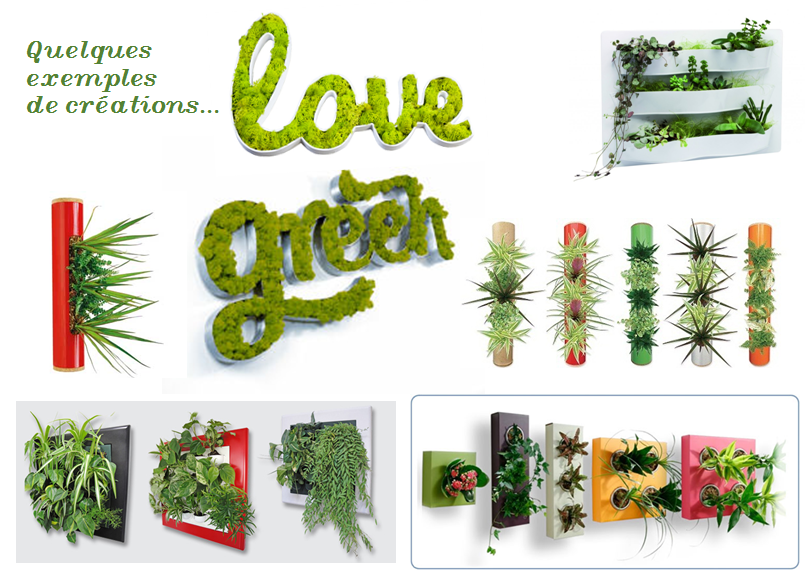 Quelques
exemples
de créations...
love
green